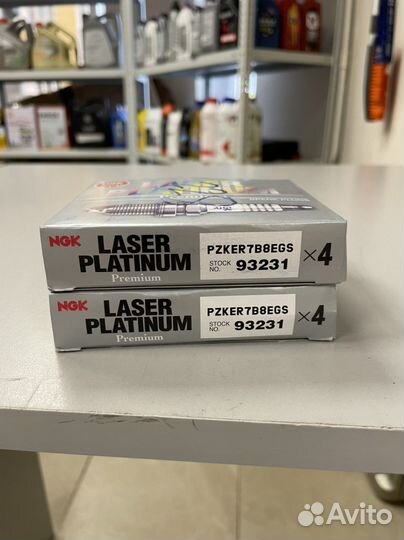 NGK
LASER
PLATINUM
Premium
PZKER7B8EGS
STOCK
NO.
93231
×4
NGK
LASER
PLATINUM
Premium
PZKER7B8EGS
STOCK
NO.
93231
×4
Avito